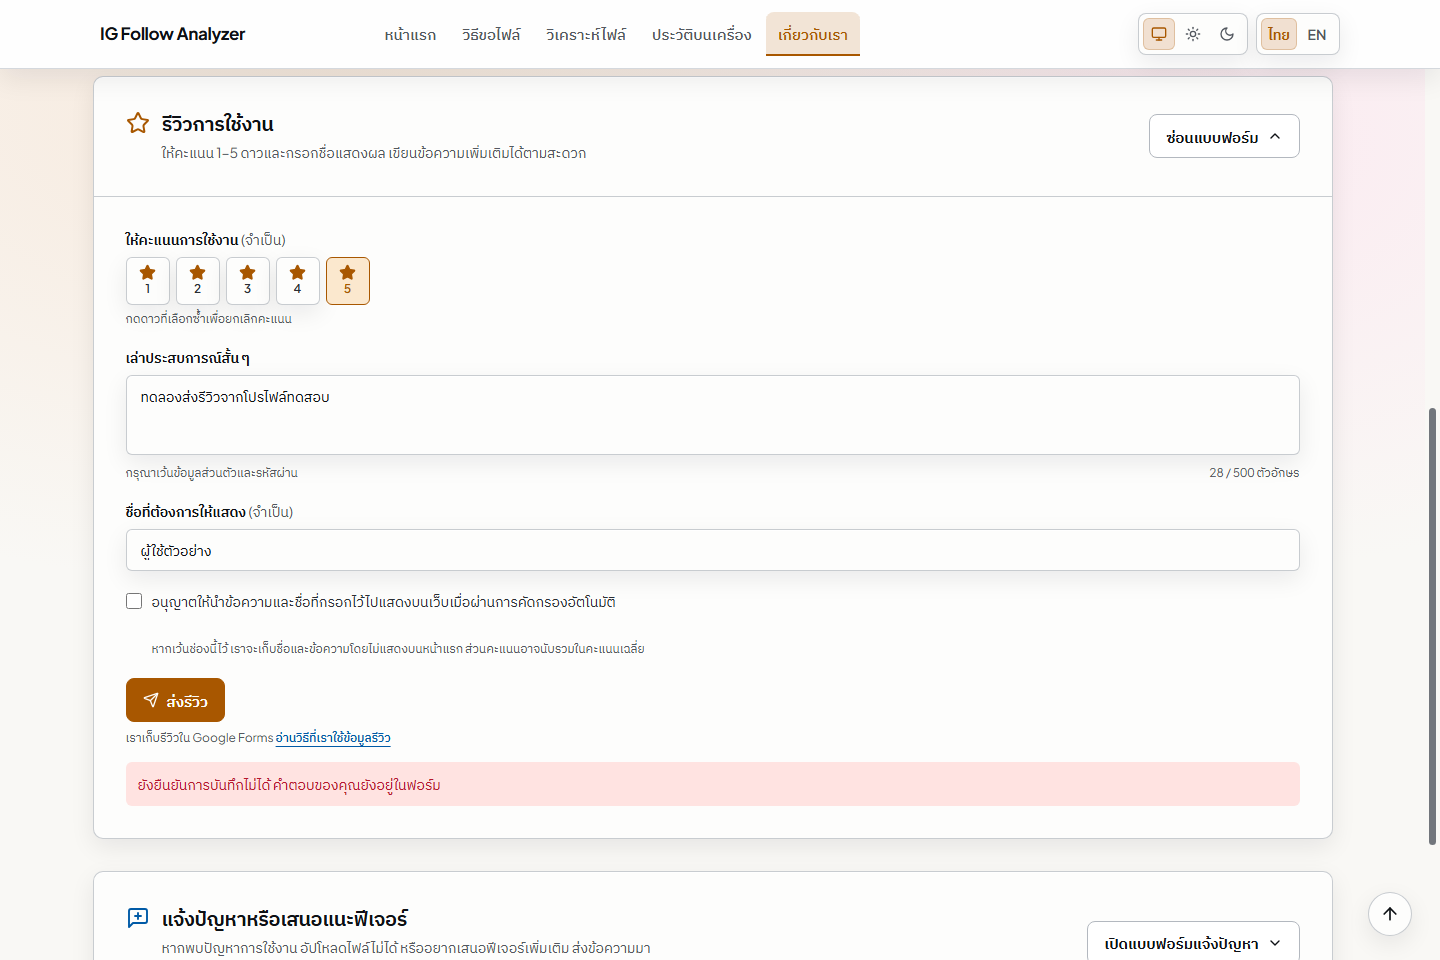 IG Follow Analyzer
หน้าแรก
วิธีขอไฟล์
วิเคราะห์ไฟล์
ประวัติบนเครื่อง
เกี่ยวกับเรา
ไทย
EN
รีวิวการใช้งาน
ให้คะแนน 1–5 ดาวและกรอกชื่อแสดงผล เขียนข้อความเพิ่มเติมได้ตามสะดวก
ซ่อนแบบฟอร์ม
ให้คะแนนการใช้งาน (จำเป็น)
1
2
3
4
5
กดดาวที่เลือกซ้ำเพื่อยกเลิกคะแนน
เล่าประสบการณ์สั้น ๆ
ทดลองส่งรีวิวจากโปรไฟล์ทดสอบ
กรุณาเว้นข้อมูลส่วนตัวและรหัสผ่าน
28 / 500 ตัวอักษร
ชื่อที่ต้องการให้แสดง (จำเป็น)
ผู้ใช้ตัวอย่าง
อนุญาตให้นำข้อความและชื่อที่กรอกไว้ไปแสดงบนเว็บเมื่อผ่านการคัดกรองอัตโนมัติ
หากเว้นช่องนี้ไว้ เราจะเก็บชื่อและข้อความโดยไม่แสดงบนหน้าแรก ส่วนคะแนนอาจนับรวมในคะแนนเฉลี่ย
ส่งรีวิว
เราเก็บรีวิวใน Google Forms อ่านวิธีที่เราใช้ข้อมูลรีวิว
ยังยืนยันการบันทึกไม่ได้ คำตอบของคุณยังอยู่ในฟอร์ม
แจ้งปัญหาหรือเสนอแนะฟีเจอร์
หากพบปัญหาการใช้งาน อัปโหลดไฟล์ไม่ได้ หรืออยากเสนอฟีเจอร์เพิ่มเติม ส่งข้อความมา
เปิดแบบฟอร์มแจ้งปัญหา